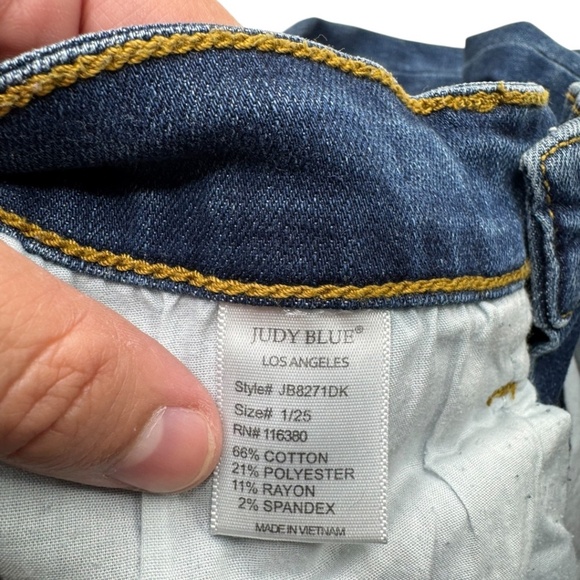 JUDY BLUE®
LOS ANGELES
Style# JB8271DK
Size# 1/25
RN# 116380
66% COTTON
21% POLYESTER
11% RAYON
2% SPANDEX
MADE IN VIETNAM